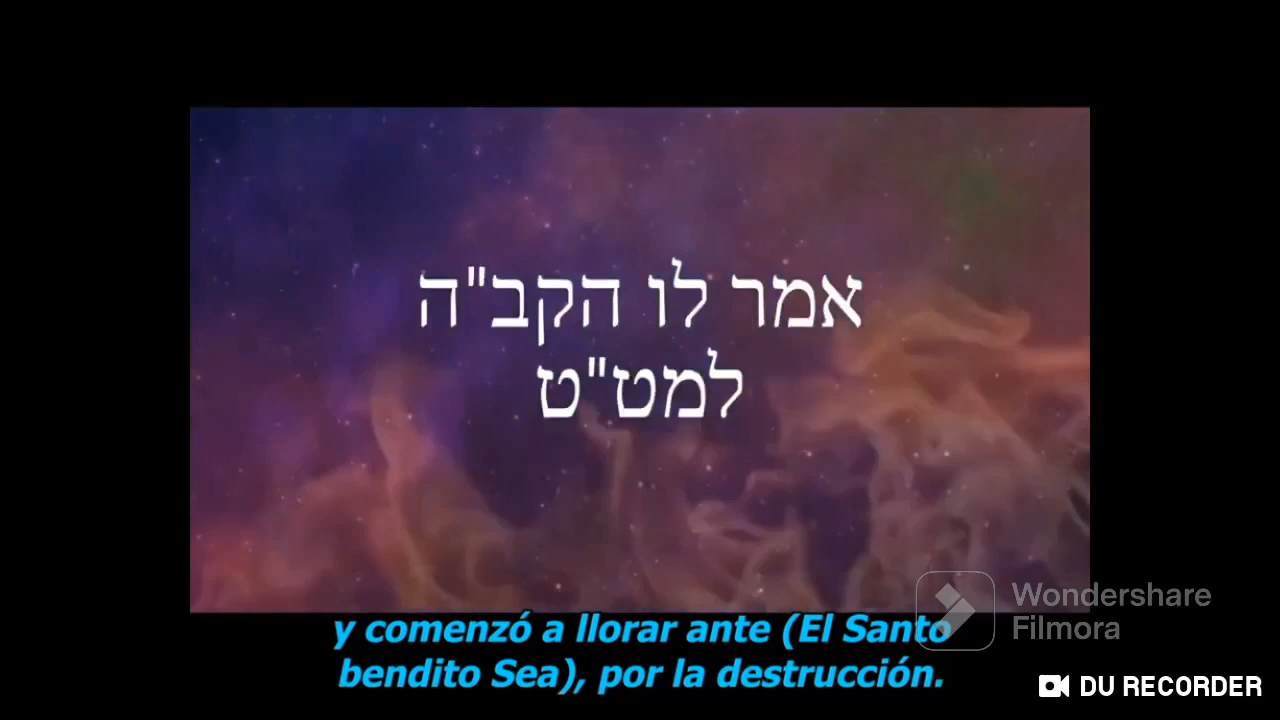 אמר לו הקב"ה
למט"ט
y comenzó a llorar ante (El Santo
bendito Sea), por la destrucción.
Wondershare
Filmora
DU RECORDER